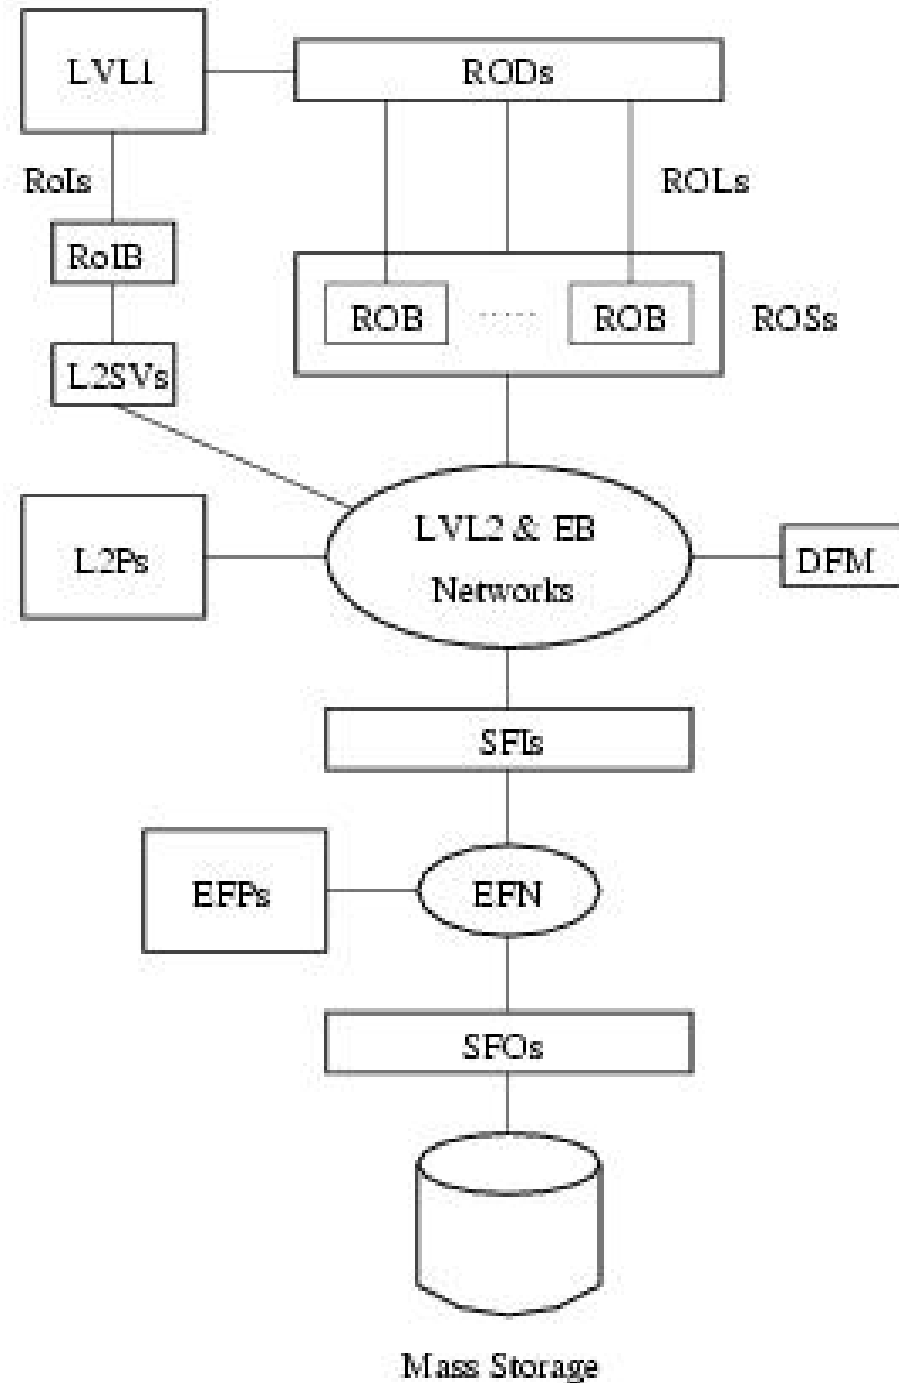 LVL1
RODs
RoIs
ROLs
RoIB
ROB ..... ROB
ROSs
L2SVs
LVL2 & EB
Networks
L2Ps
DFM
SFIs
EFPs
EFN
SFOs
Mass Storage